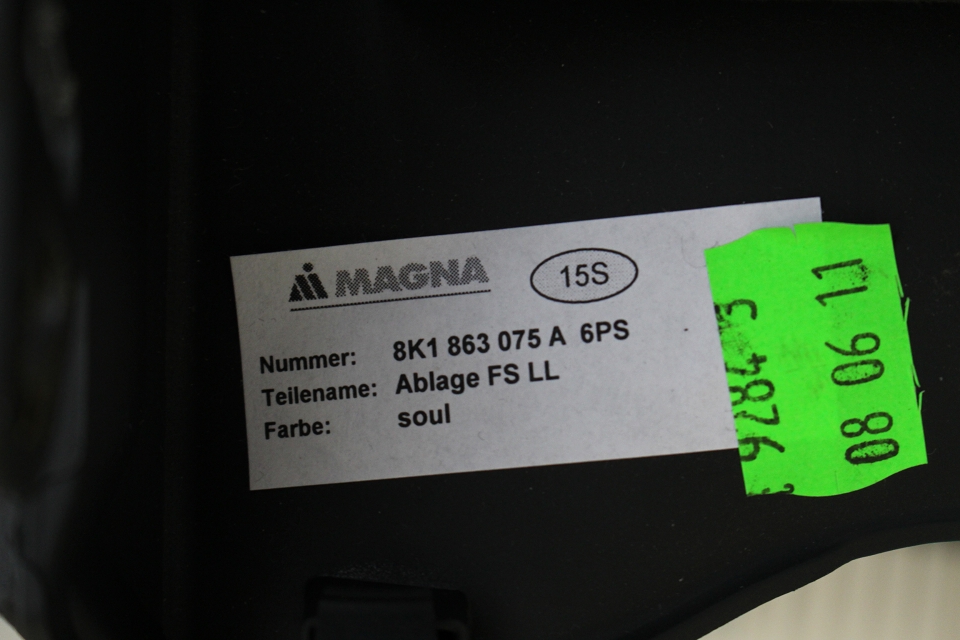 MAGNA
15S
Nummer: 8K1 863 075 A 6PS
Teilename: Ablage FS LL
Farbe: soul
08 06 11